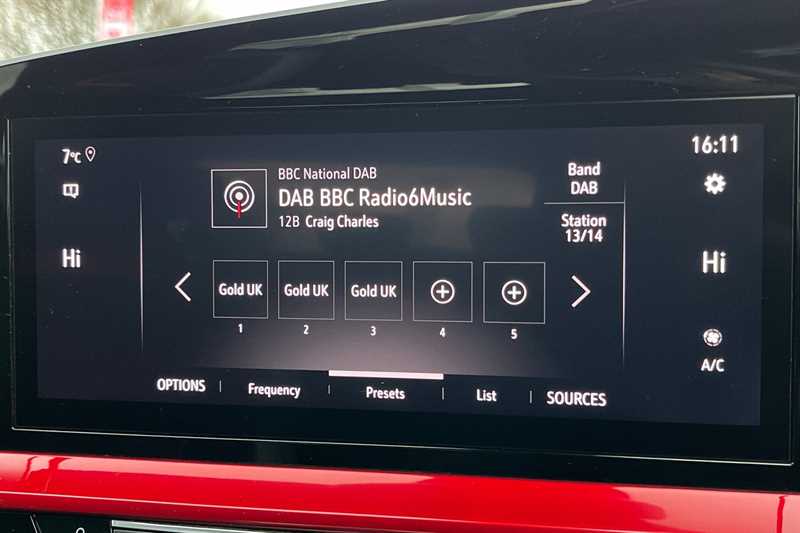 7°C
16:11
BBC National DAB
DAB BBC Radio6Music
12B Craig Charles
Band
DAB
Station
13/14
Hi
Hi
Gold UK
Gold UK
Gold UK
1
2
3
4
5
A/C
OPTIONS
Frequency
Presets
List
SOURCES